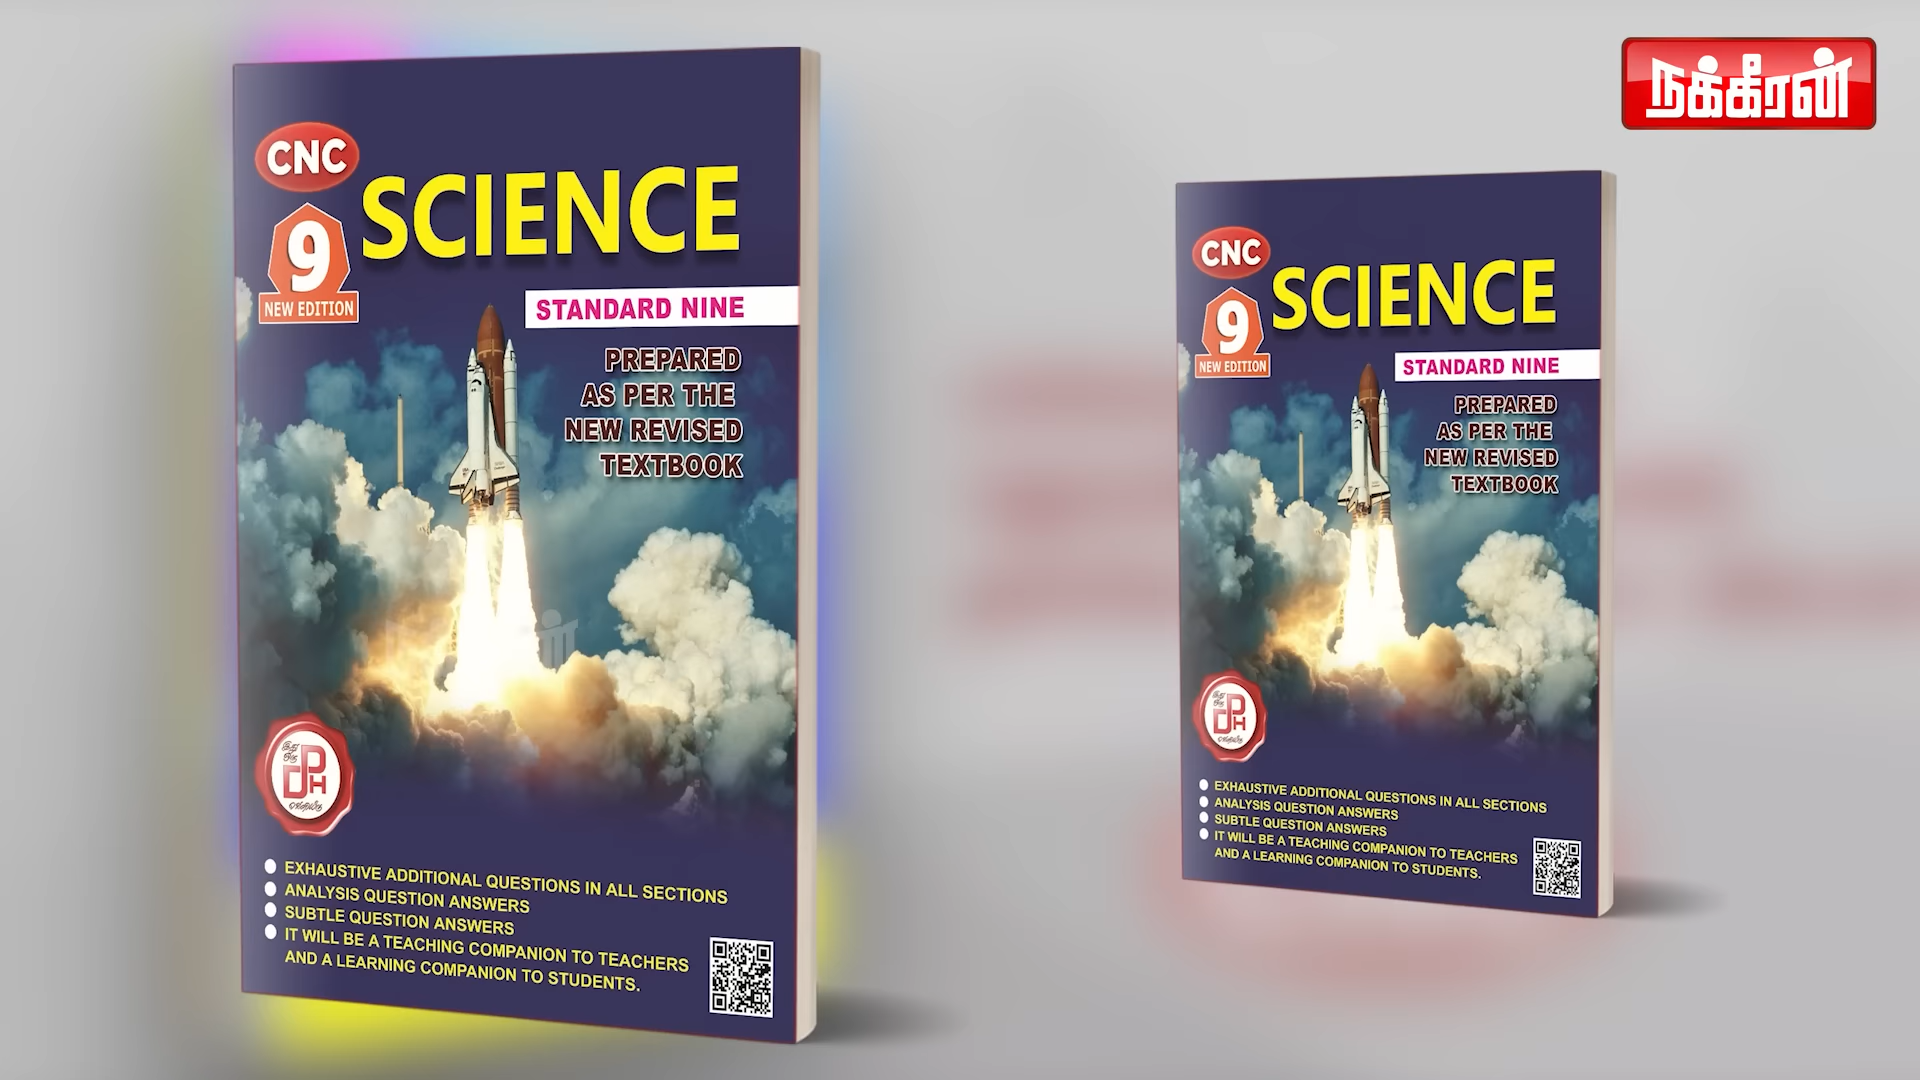 CNC
SCIENCE
9
NEW EDITION
STANDARD NINE
PREPARED
AS PER THE
NEW REVISED
TEXTBOOK
DPH
EXHAUSTIVE ADDITIONAL QUESTIONS IN ALL SECTIONS
ANALYSIS QUESTION ANSWERS
SUBTLE QUESTION ANSWERS
IT WILL BE A TEACHING COMPANION TO TEACHERS
AND A LEARNING COMPANION TO STUDENTS.
நக்கீரன்
CNC
SCIENCE
9
NEW EDITION
STANDARD NINE
PREPARED
AS PER THE
NEW REVISED
TEXTBOOK
DPH
EXHAUSTIVE ADDITIONAL QUESTIONS IN ALL SECTIONS
ANALYSIS QUESTION ANSWERS
SUBTLE QUESTION ANSWERS
IT WILL BE A TEACHING COMPANION TO TEACHERS
AND A LEARNING COMPANION TO STUDENTS.